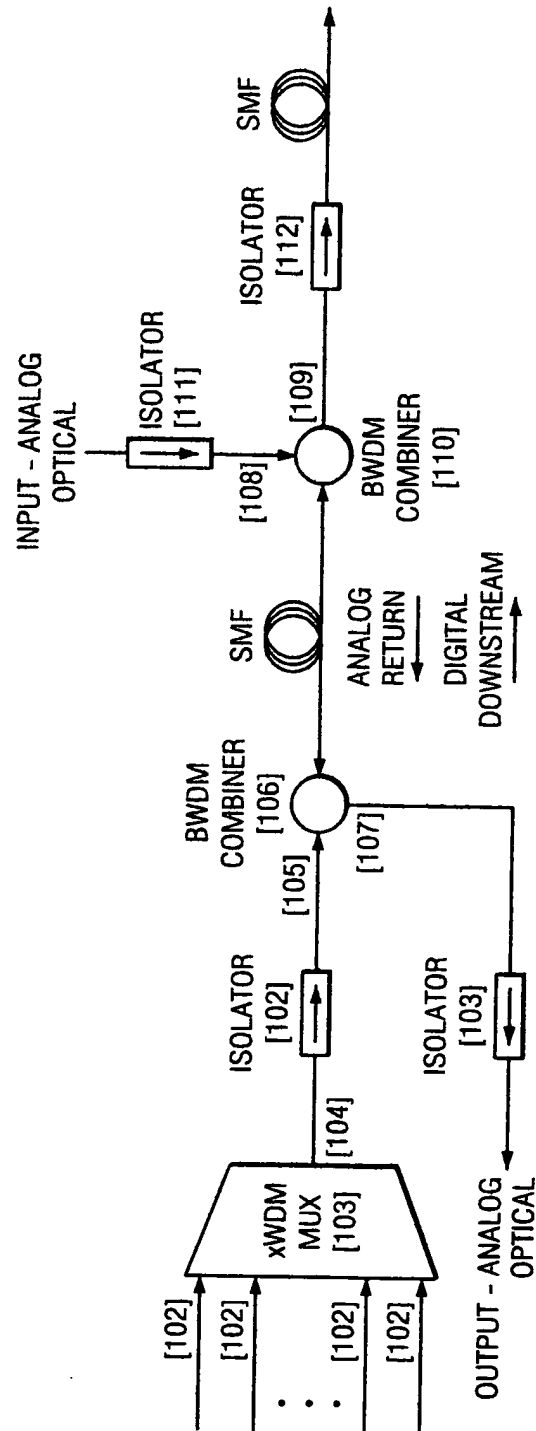 [102]
[102]
[102]
[102]
xWDM
MUX
[103]
[104]
ISOLATOR
[102]
[105]
BWDM
COMBINER
[106]
[107]
ISOLATOR
[103]
OUTPUT - ANALOG
OPTICAL
SMF
ANALOG
RETURN
DIGITAL
DOWNSTREAM
INPUT - ANALOG
OPTICAL
ISOLATOR
[111]
[108]
[109]
BWDM
COMBINER
[110]
ISOLATOR
[112]
SMF